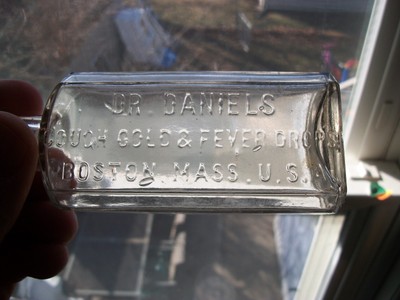 DR. DANIELS
COUGH COLD & FEVER DROPS
BOSTON, MASS. U.S.A.